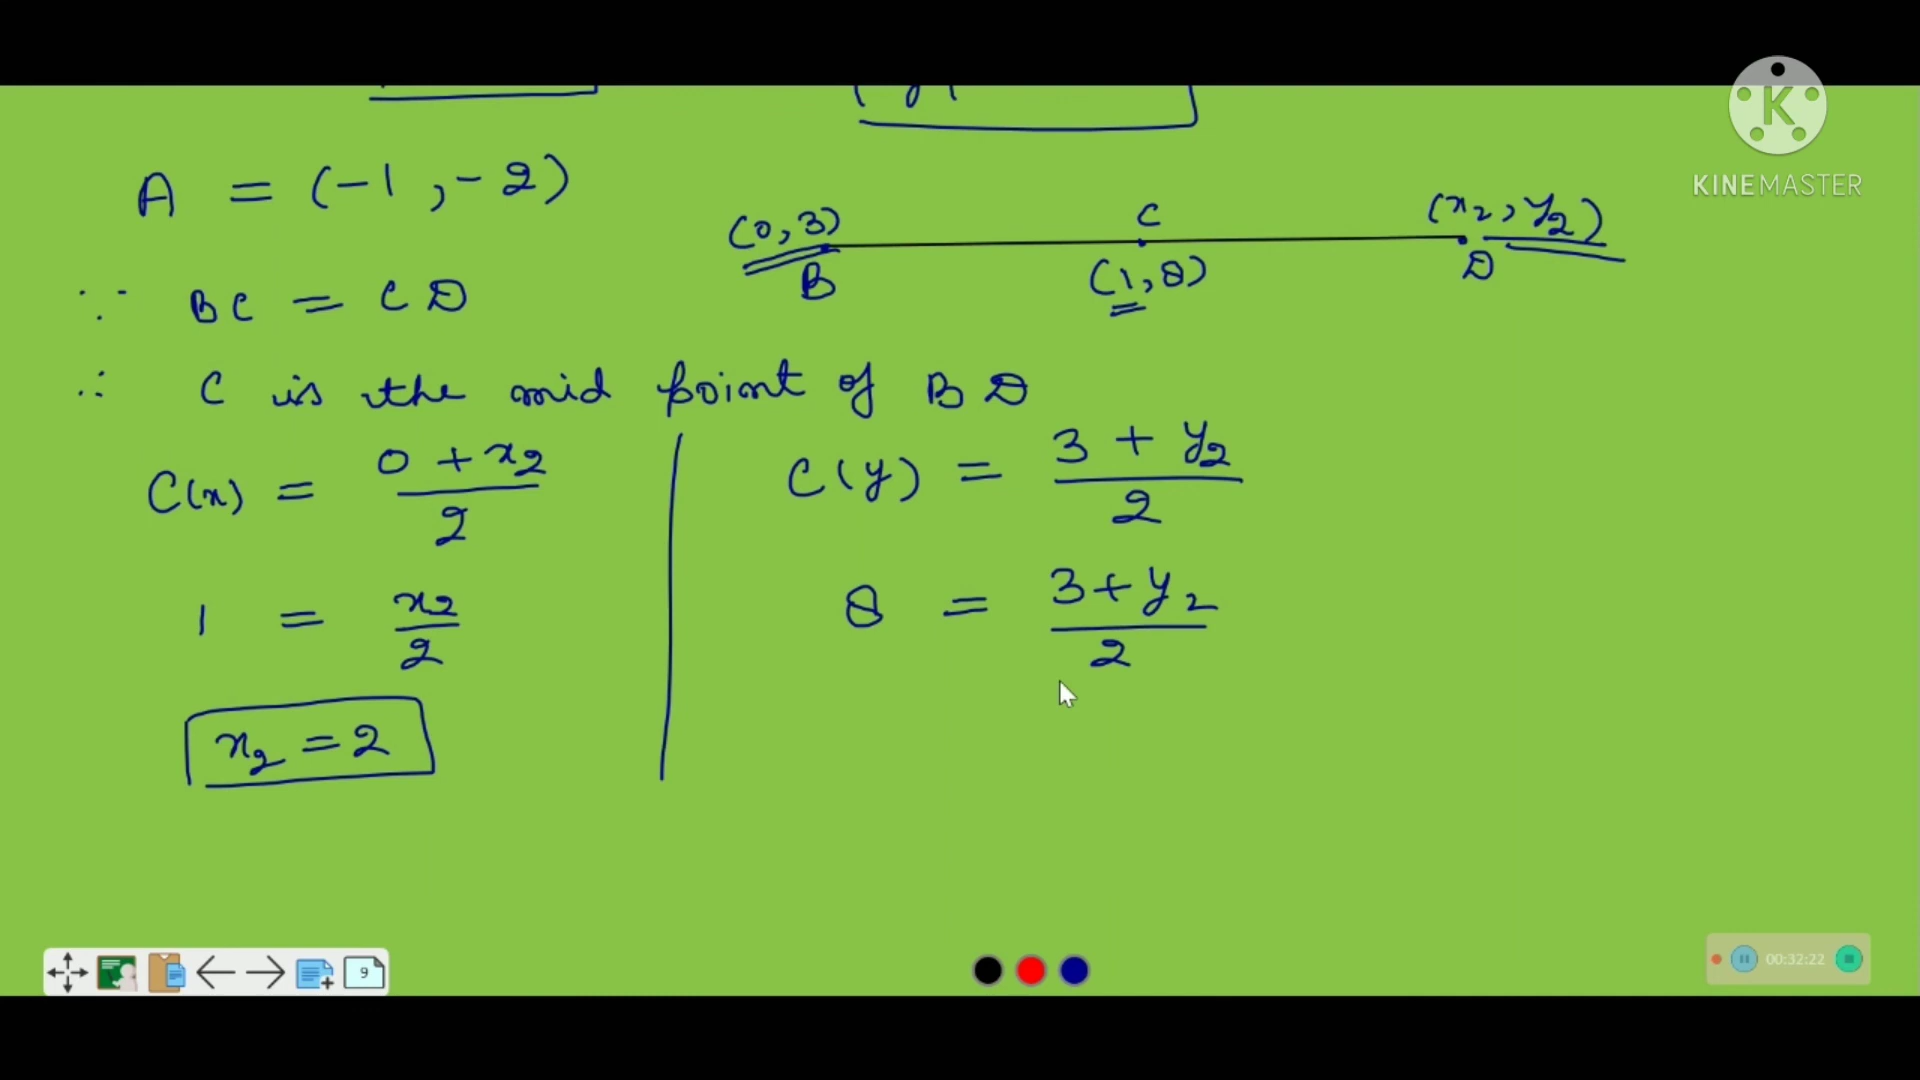 KINEMASTER
A = (-1, -2)
(0, 3)
C
(x₂, y₂)
B
(1, 8)
D
∵ BC = CD
∴ C is the mid point of BD
C(x) = (0 + x₂)/2
C(y) = (3 + y₂)/2
1 = x₂/2
8 = (3 + y₂)/2
x₂ = 2
9
00:32:22